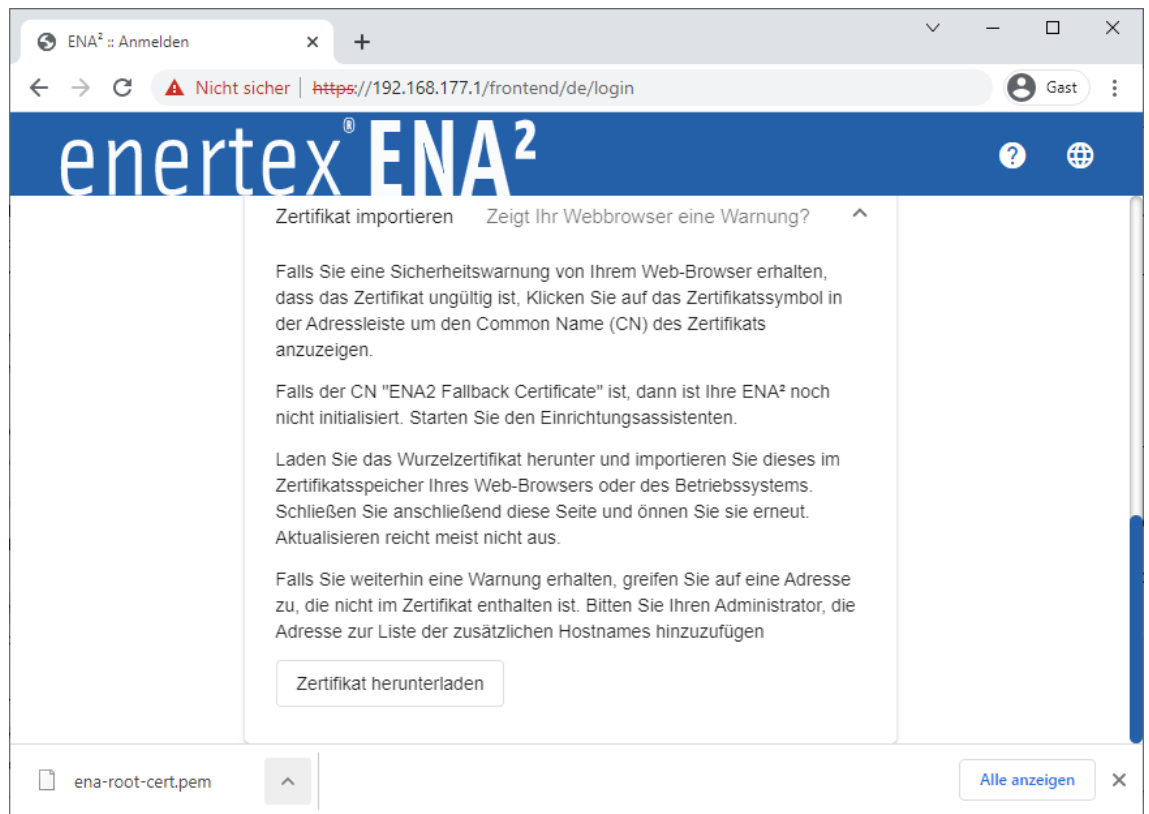 ENA² :: Anmelden
Nicht sicher | https://192.168.177.1/frontend/de/login
Gast
enertex® ENA²
Zertifikat importieren Zeigt Ihr Webbrowser eine Warnung?
Falls Sie eine Sicherheitswarnung von Ihrem Web-Browser erhalten,
dass das Zertifikat ungültig ist, Klicken Sie auf das Zertifikatssymbol in
der Adressleiste um den Common Name (CN) des Zertifikats
anzuzeigen.
Falls der CN "ENA2 Fallback Certificate" ist, dann ist Ihre ENA² noch
nicht initialisiert. Starten Sie den Einrichtungsassistenten.
Laden Sie das Wurzelzertifikat herunter und importieren Sie dieses im
Zertifikatsspeicher Ihres Web-Browsers oder des Betriebssystems.
Schließen Sie anschließend diese Seite und önnen Sie sie erneut.
Aktualisieren reicht meist nicht aus.
Falls Sie weiterhin eine Warnung erhalten, greifen Sie auf eine Adresse
zu, die nicht im Zertifikat enthalten ist. Bitten Sie Ihren Administrator, die
Adresse zur Liste der zusätzlichen Hostnames hinzuzufügen
Zertifikat herunterladen
ena-root-cert.pem
Alle anzeigen